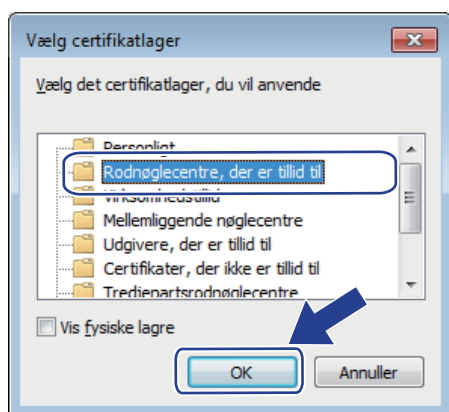 Vælg certifikatlager
Vælg det certifikatlager, du vil anvende
Personligt
Rodnøglecentre, der er tillid til
Virksomhedstillid
Mellemliggende nøglecentre
Udgivere, der er tillid til
Certifikater, der ikke er tillid til
Tredjepartsrodnøglecentre
Vis fysiske lagre
OK
Annuller